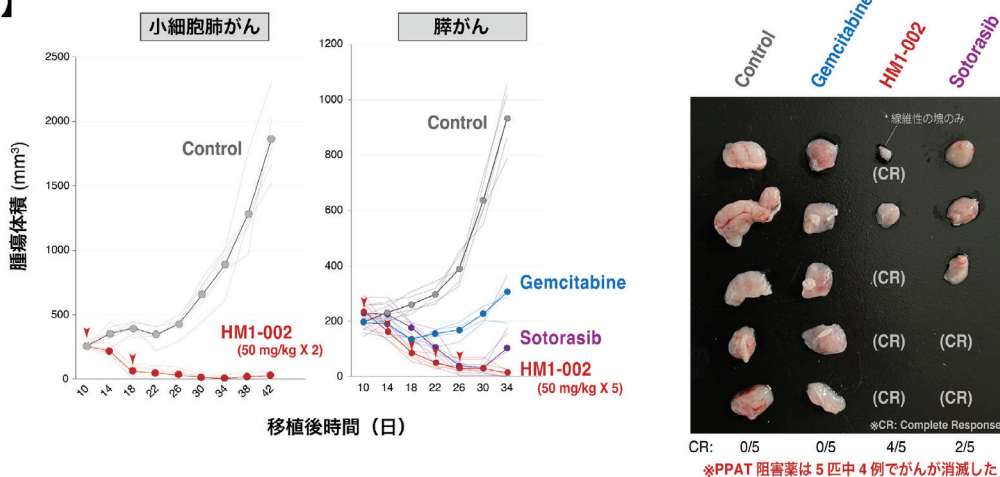 】
小細胞肺がん
膵がん
腫瘍体積 (mm³)
2500
2000
1500
1000
500
0
Control
HM1-002
(50 mg/kg X 2)
10 14 18 22 26 30 34 38 42
1200
1000
800
600
400
200
0
Control
Gemcitabine
Sotorasib
HM1-002
(50 mg/kg X 5)
10 14 18 22 26 30 34
移植後時間（日）
Control Gemcitabine HM1-002 Sotorasib
* 線維性の塊のみ
(CR)
(CR)
(CR) (CR)
(CR) (CR)
※CR: Complete Response
CR: 0/5 0/5 4/5 2/5
※PPAT 阻害薬は 5 匹中 4 例でがんが消滅した